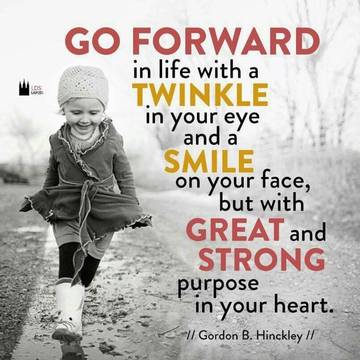 GO FORWARD
in life with a
TWINKLE
in your eye
and a
SMILE
on your face,
but with
GREAT and
STRONG
purpose
in your heart.
// Gordon B. Hinckley //
LDS